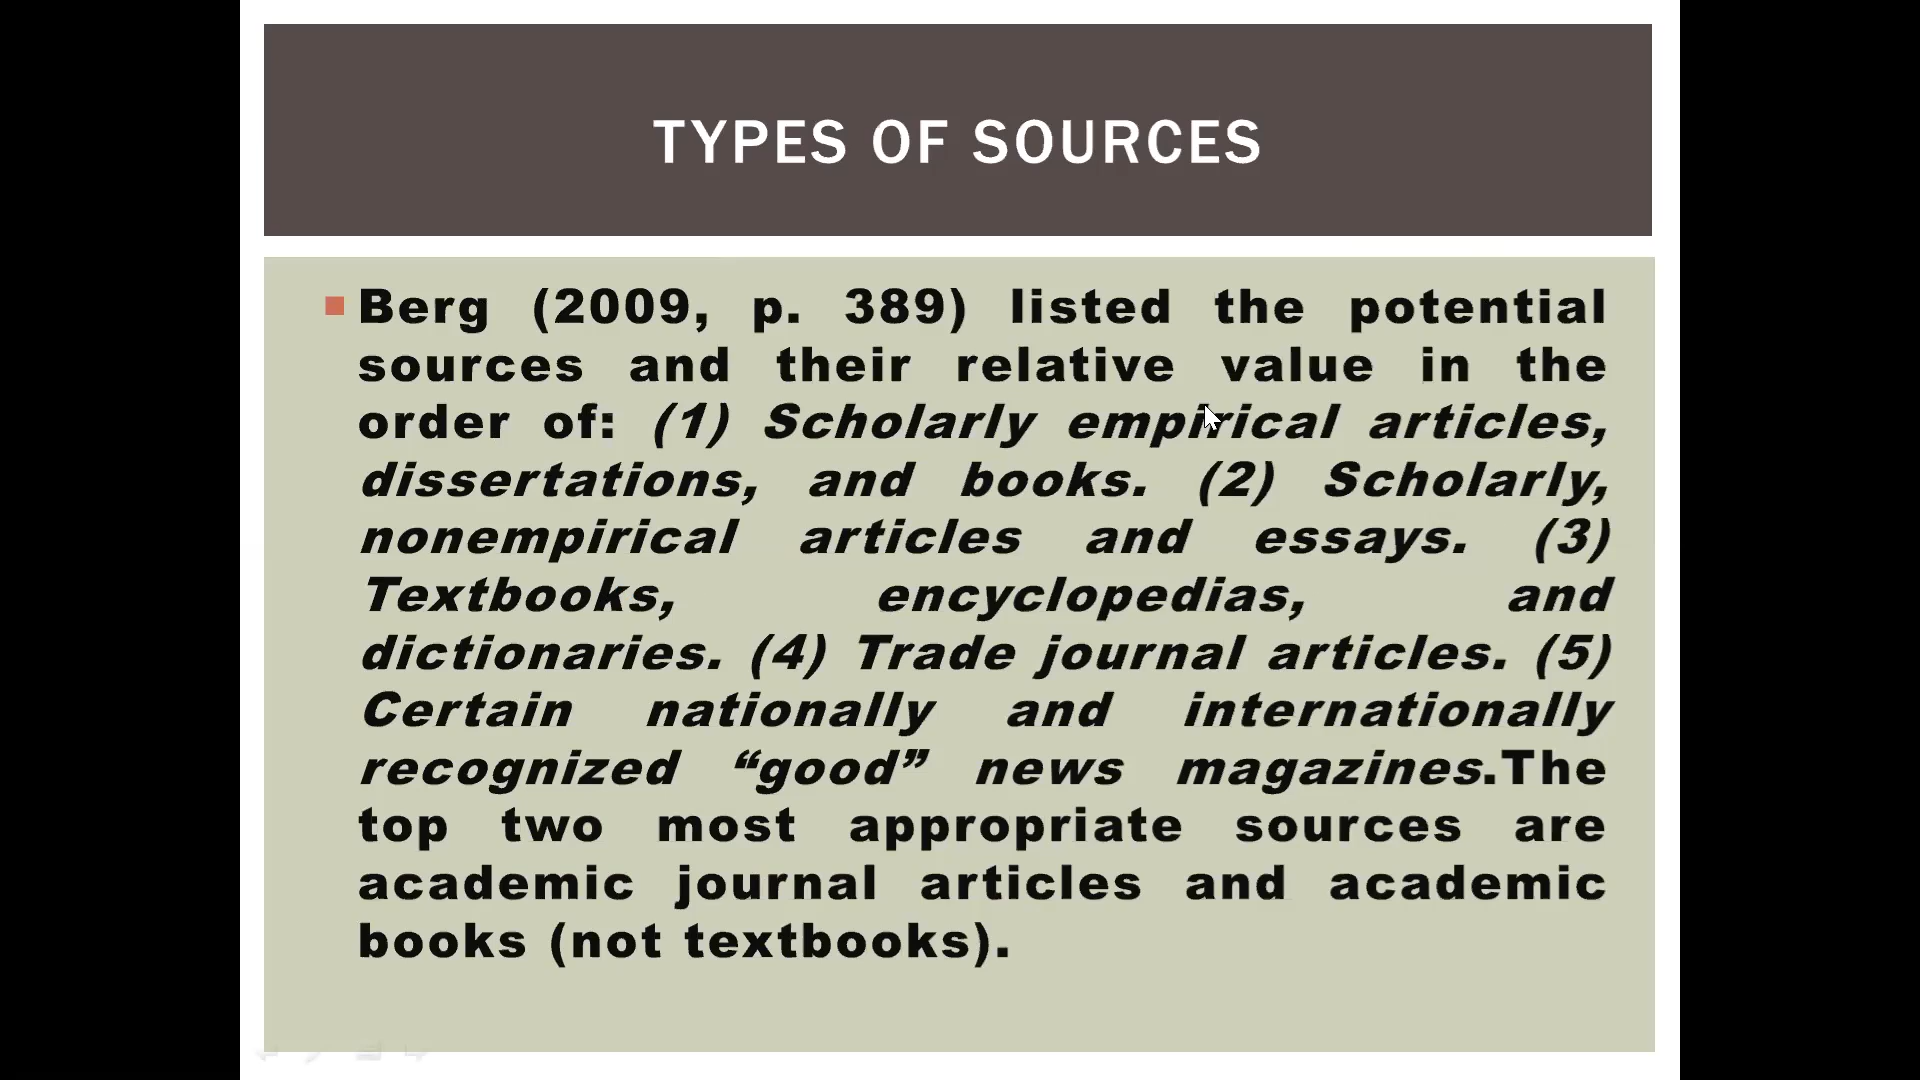 TYPES OF SOURCES
Berg (2009, p. 389) listed the potential
sources and their relative value in the
order of: (1) Scholarly empirical articles,
dissertations, and books. (2) Scholarly,
nonempirical articles and essays. (3)
Textbooks, encyclopedias, and
dictionaries. (4) Trade journal articles. (5)
Certain nationally and internationally
recognized “good” news magazines.The
top two most appropriate sources are
academic journal articles and academic
books (not textbooks).